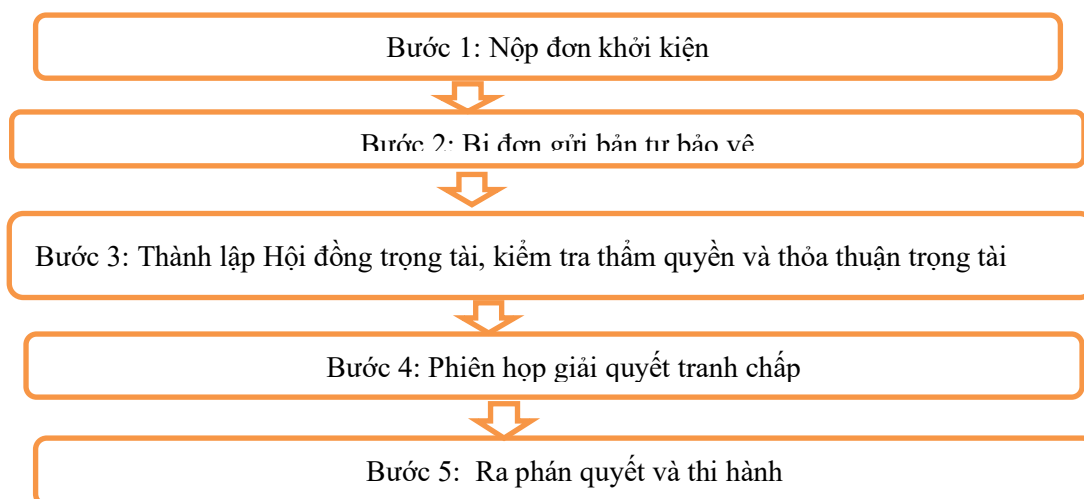 Bước 1: Nộp đơn khởi kiện
Bước 2: Bị đơn gửi bản tự bảo vệ
Bước 3: Thành lập Hội đồng trọng tài, kiểm tra thẩm quyền và thỏa thuận trọng tài
Bước 4: Phiên họp giải quyết tranh chấp
Bước 5: Ra phán quyết và thi hành